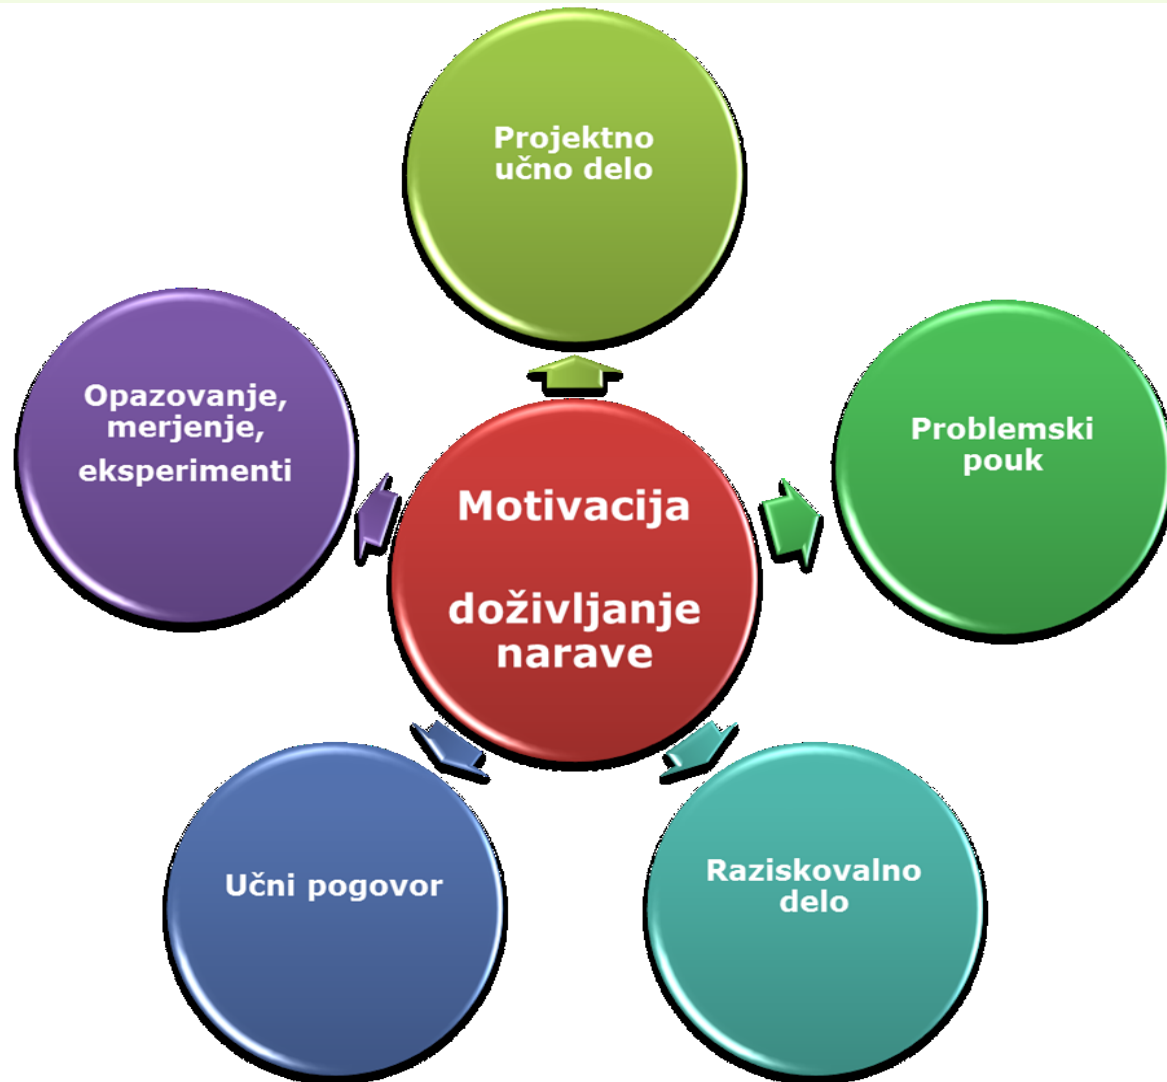 Projektno
učno delo
Opazovanje,
merjenje,
eksperimenti
Problemski
pouk
Motivacija
doživljanje
narave
Učni pogovor
Raziskovalno
delo